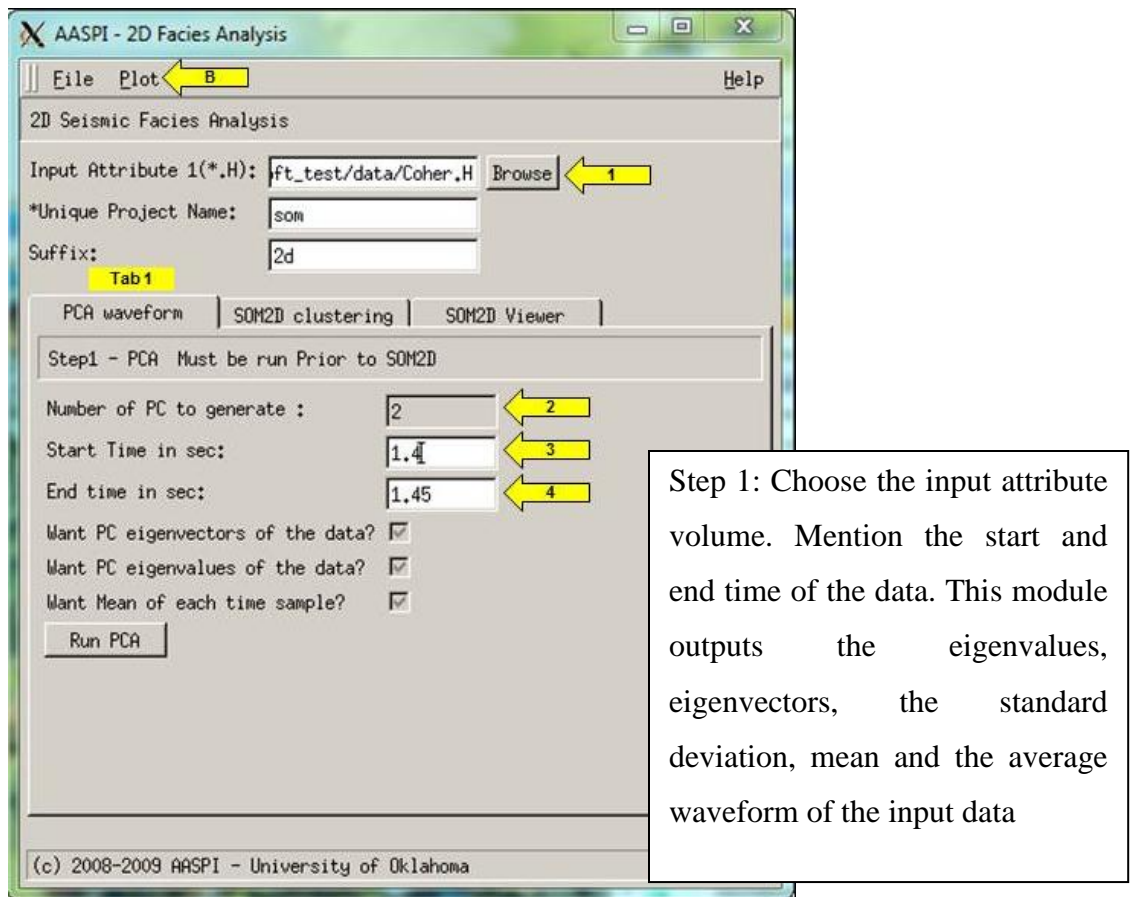 AASPI - 2D Facies Analysis
File Plot B Help
2D Seismic Facies Analysis
Input Attribute 1(*.H): ft_test/data/Coher.H Browse 1
*Unique Project Name: som
Suffix: 2d
Tab 1
PCA waveform SOM2D clustering SOM2D Viewer
Step1 - PCA Must be run Prior to SOM2D
Number of PC to generate : 2 2
Start Time in sec: 1.4 3
End time in sec: 1.45 4
Want PC eigenvectors of the data?
Want PC eigenvalues of the data?
Want Mean of each time sample?
Run PCA
(c) 2008-2009 AASPI - University of Oklahoma
Step 1: Choose the input attribute
volume. Mention the start and
end time of the data. This module
outputs the eigenvalues,
eigenvectors, the standard
deviation, mean and the average
waveform of the input data